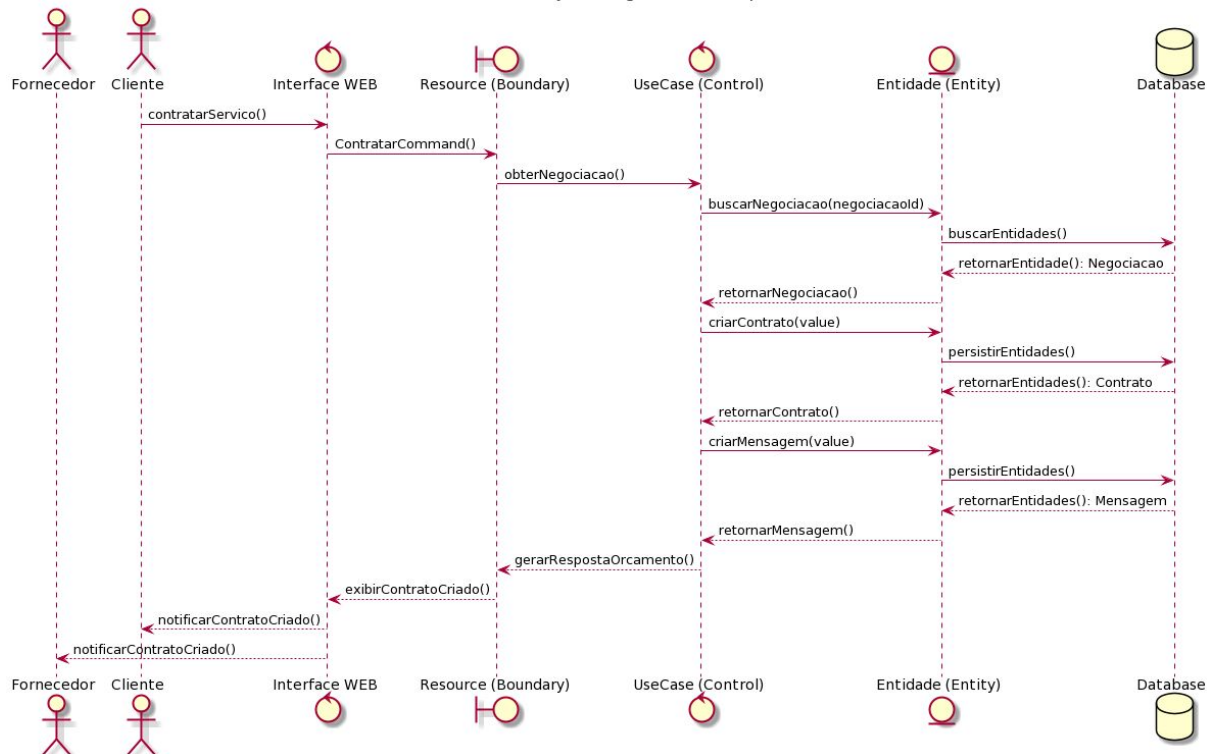 Fornecedor Cliente Interface WEB Resource (Boundary) UseCase (Control) Entidade (Entity) Database
contratarServico()
ContratarCommand()
obterNegociacao()
buscarNegociacao(negociacaoId)
buscarEntidades()
retornarEntidade(): Negociacao
retornarNegociacao()
criarContrato(value)
persistirEntidades()
retornarEntidades(): Contrato
retornarContrato()
criarMensagem(value)
persistirEntidades()
retornarEntidades(): Mensagem
retornarMensagem()
gerarRespostaOrcamento()
exibirContratoCriado()
notificarContratoCriado()
notificarContratoCriado()
Fornecedor Cliente Interface WEB Resource (Boundary) UseCase (Control) Entidade (Entity) Database